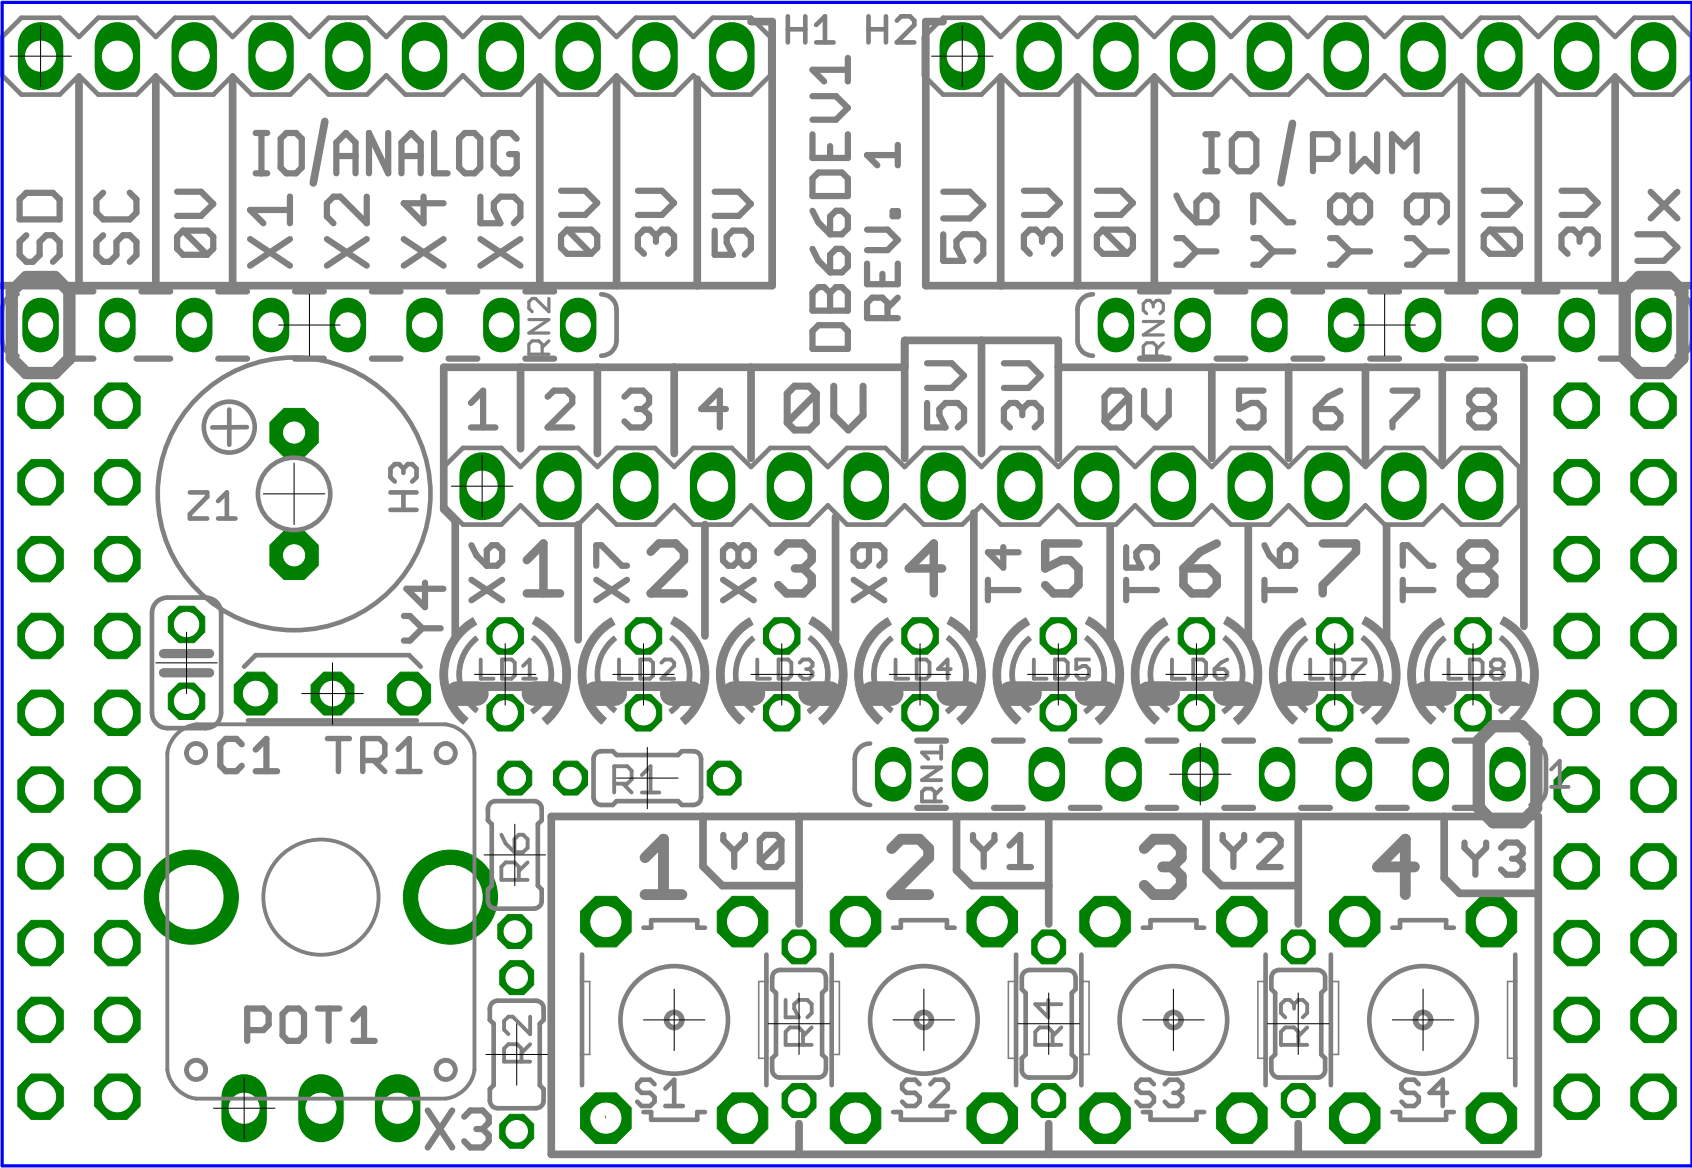 H1 H2
IO/ANALOG
IO/PWM
SD SC 0V X1 X2 X4 X5 0V 3V 5V
DB66DEV1
REV. 1
5V 3V 0V Y6 Y7 Y8 Y9 0V 3V Vx
RN2
RN3
1 2 3 4 0V 5V 3V 0V 5 6 7 8
Z1
H3
X6 1 X7 2 X8 3 X9 4 T4 5 T5 6 T6 7 T7 8
Y4
LD1 LD2 LD3 LD4 LD5 LD6 LD7 LD8
C1 TR1
R1
RN1
1
R6
1 Y0 2 Y1 3 Y2 4 Y3
POT1
R2
R5
R4
R3
S1 S2 S3 S4
X3